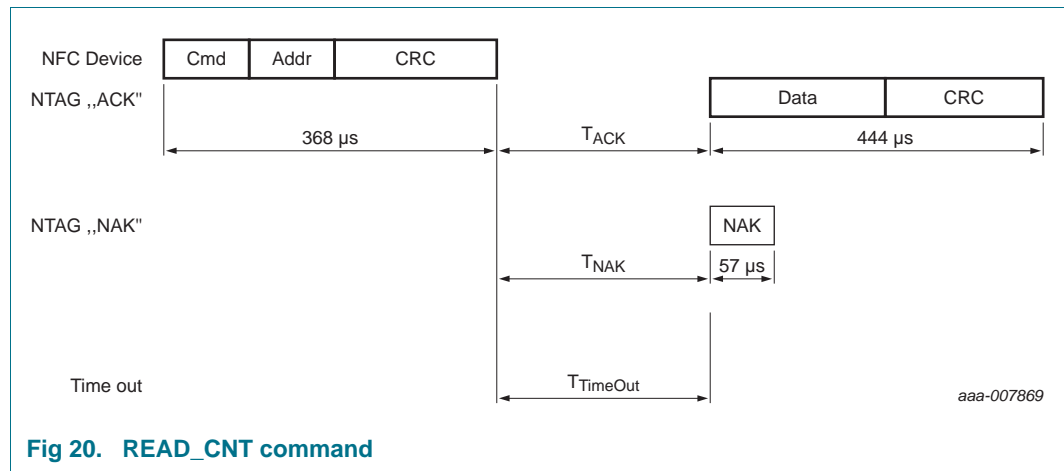 NFC Device Cmd Addr CRC
NTAG ,,ACK" Data CRC
368 µs TACK 444 µs
NTAG ,,NAK" NAK
TNAK 57 µs
Time out TTimeOut aaa-007869
Fig 20. READ_CNT command